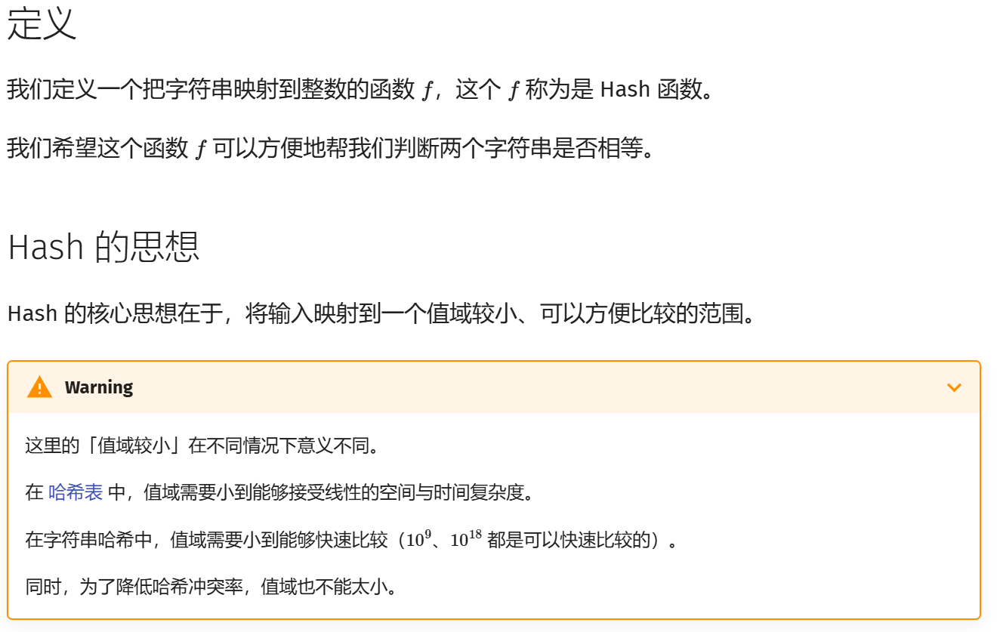 定义
我们定义一个把字符串映射到整数的函数 f，这个 f 称为是 Hash 函数。
我们希望这个函数 f 可以方便地帮我们判断两个字符串是否相等。
Hash 的思想
Hash 的核心思想在于，将输入映射到一个值域较小、可以方便比较的范围。
Warning
这里的「值域较小」在不同情况下意义不同。
在 哈希表 中，值域需要小到能够接受线性的空间与时间复杂度。
在字符串哈希中，值域需要小到能够快速比较（10⁹、10¹⁸ 都是可以快速比较的）。
同时，为了降低哈希冲突率，值域也不能太小。